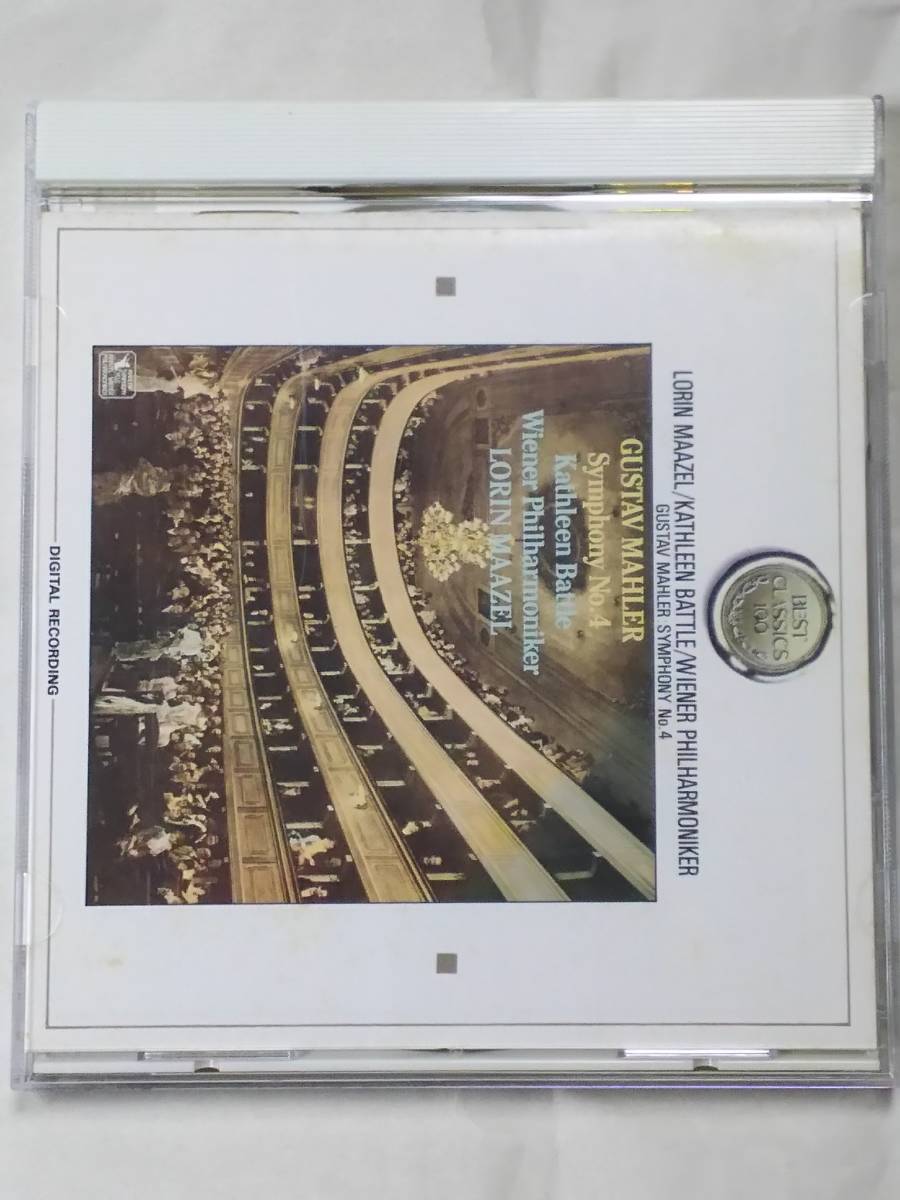 BEST
CLASSICS
100
LORIN MAAZEL/KATHLEEN BATTLE/WIENER PHILHARMONIKER
GUSTAV MAHLER : SYMPHONY No.4
GUSTAV MAHLER
Symphony No. 4
Kathleen Battle
Wiener Philharmoniker
LORIN MAAZEL
DIGITAL RECORDING